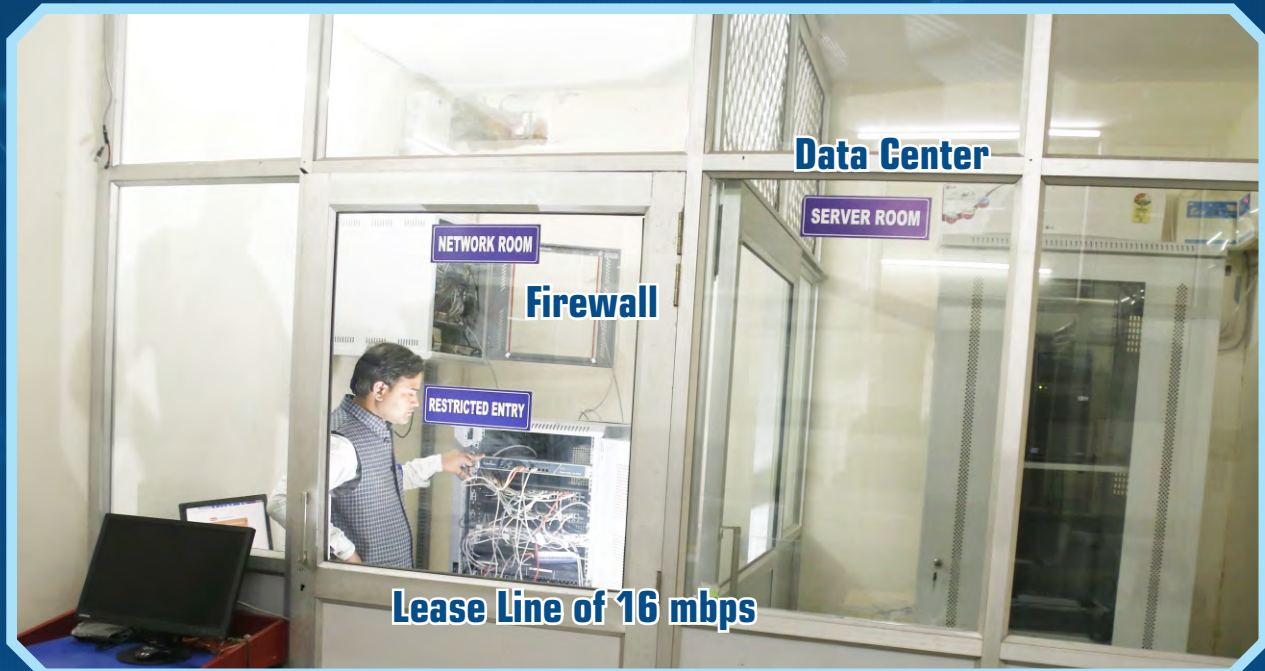 Data Center
SERVER ROOM
NETWORK ROOM
Firewall
RESTRICTED ENTRY
Lease Line of 16 mbps